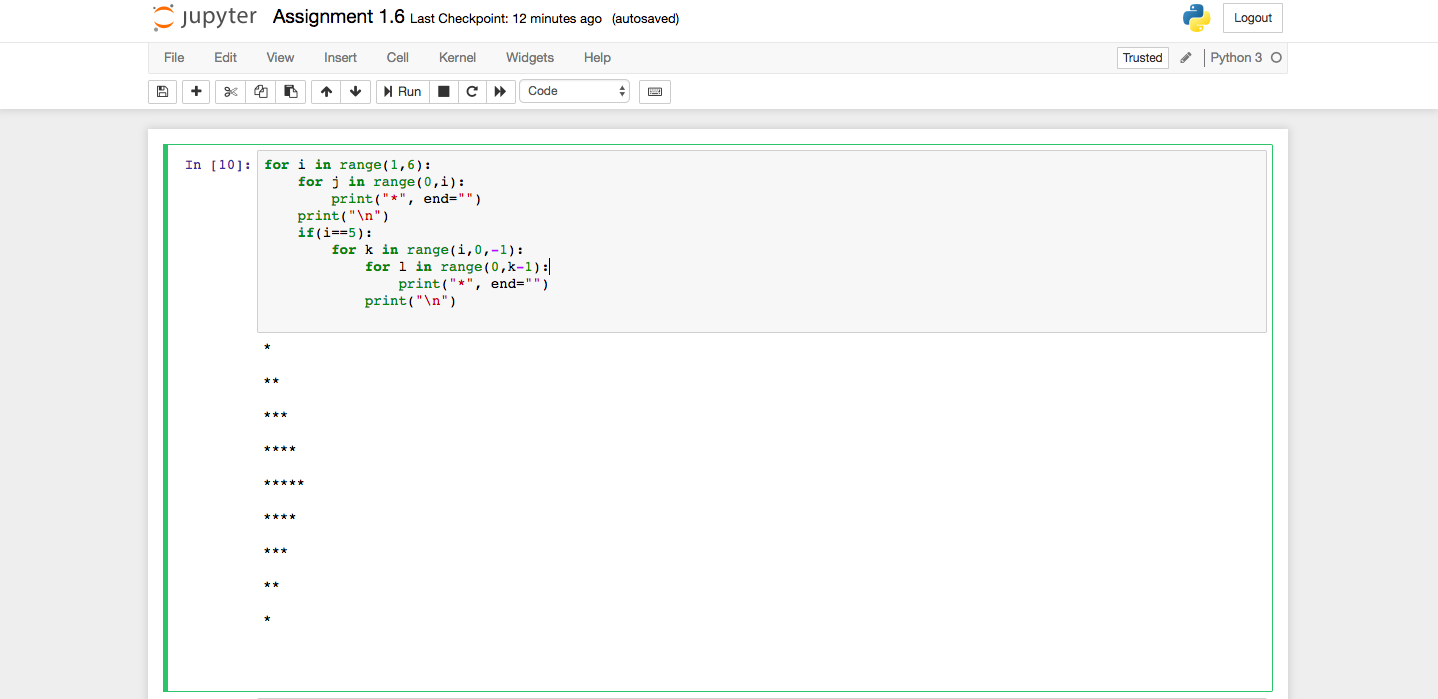 jupyter Assignment 1.6 Last Checkpoint: 12 minutes ago (autosaved) Logout
File Edit View Insert Cell Kernel Widgets Help Trusted Python 3
Run Code
In [10]: for i in range(1,6):
    for j in range(0,i):
        print("*", end="")
    print("\n")
    if(i==5):
        for k in range(i,0,-1):
            for l in range(0,k-1):
                print("*", end="")
            print("\n")
*
**
***
****
*****
****
***
**
*